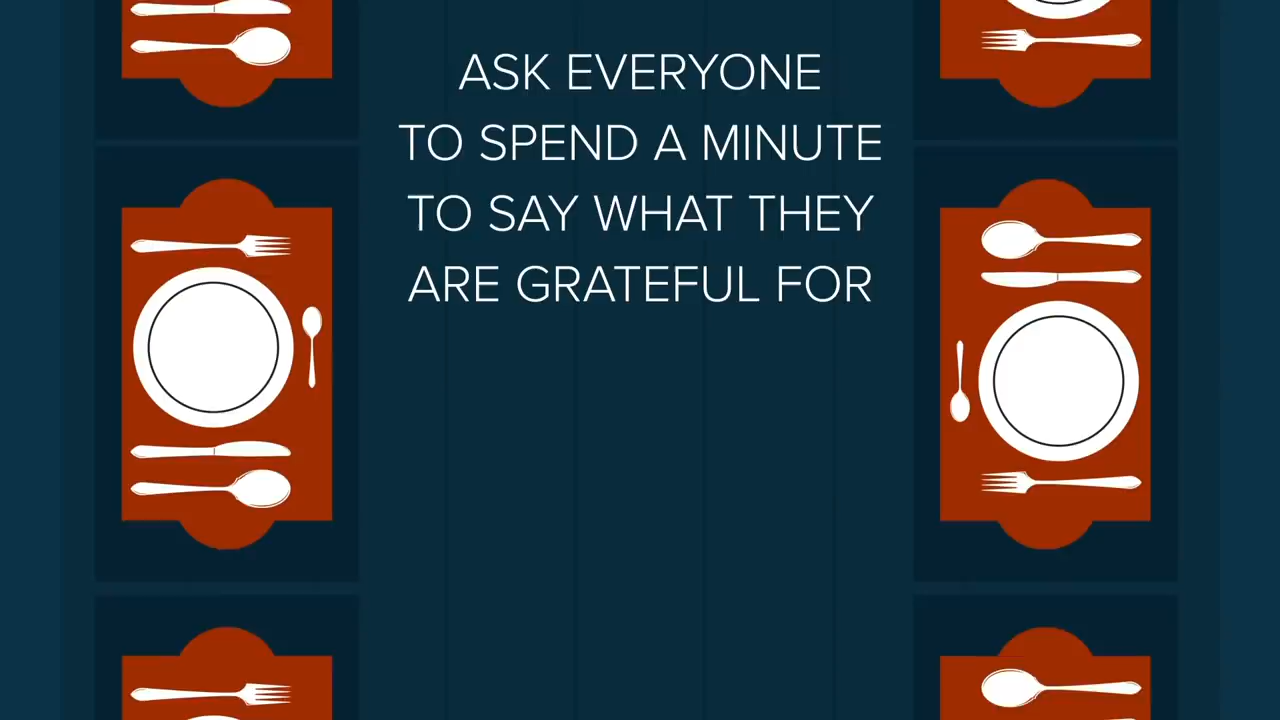 ASK EVERYONE
TO SPEND A MINUTE
TO SAY WHAT THEY
ARE GRATEFUL FOR